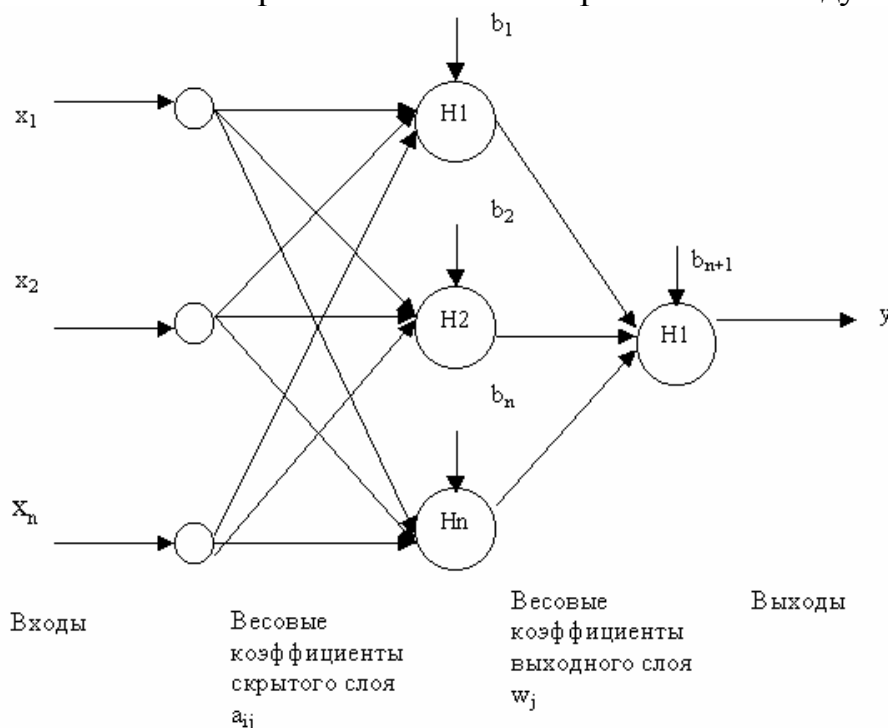 b₁
x₁
H1
b₂
x₂
H2
bₙ₊₁
H1
y
bₙ
Xₙ
Hn
Входы
Весовые
коэффициенты
скрытого слоя
aᵢⱼ
Весовые
коэффициенты
выходного слоя
wⱼ
Выходы